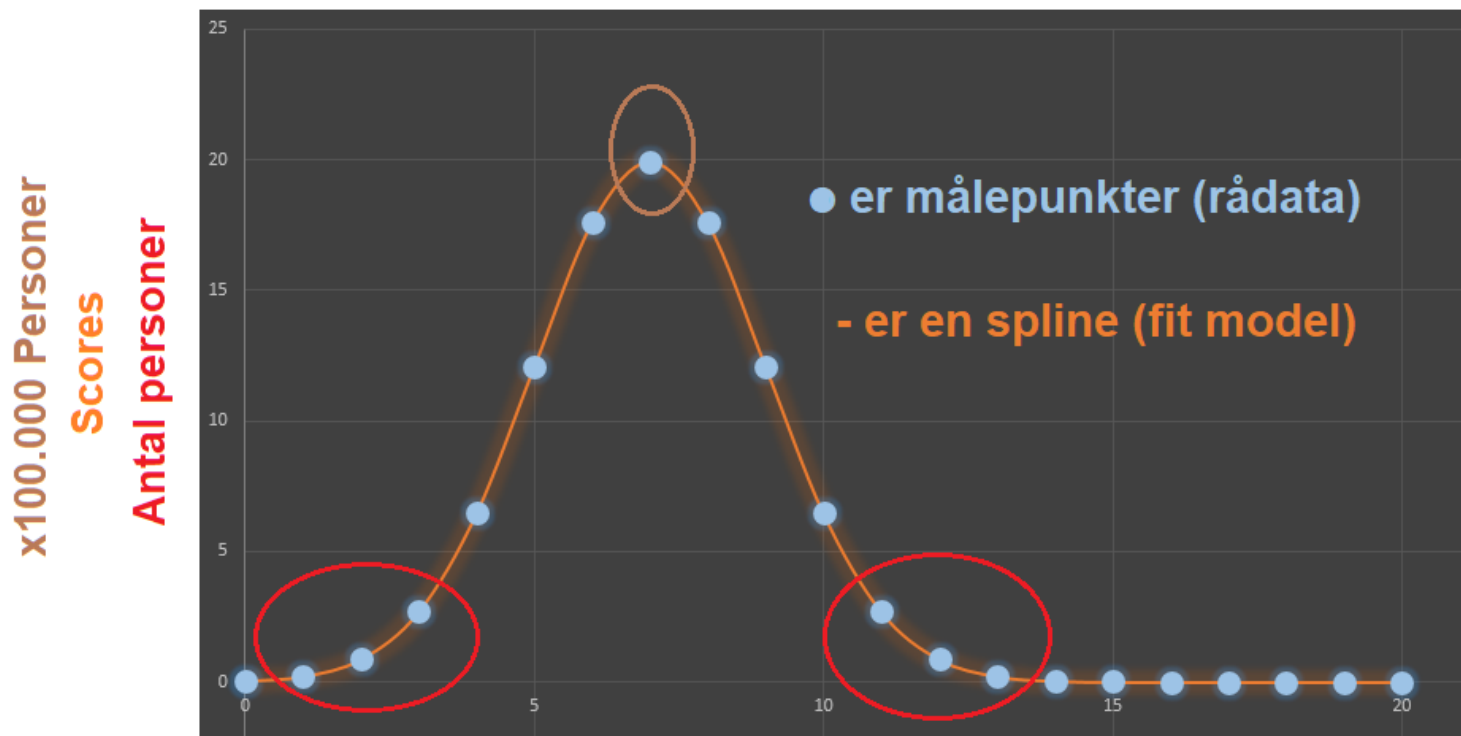 x100.000 Personer
Scores
Antal personer
25
20
15
10
5
0
● er målepunkter (rådata)
- er en spline (fit model)
0 5 10 15 20